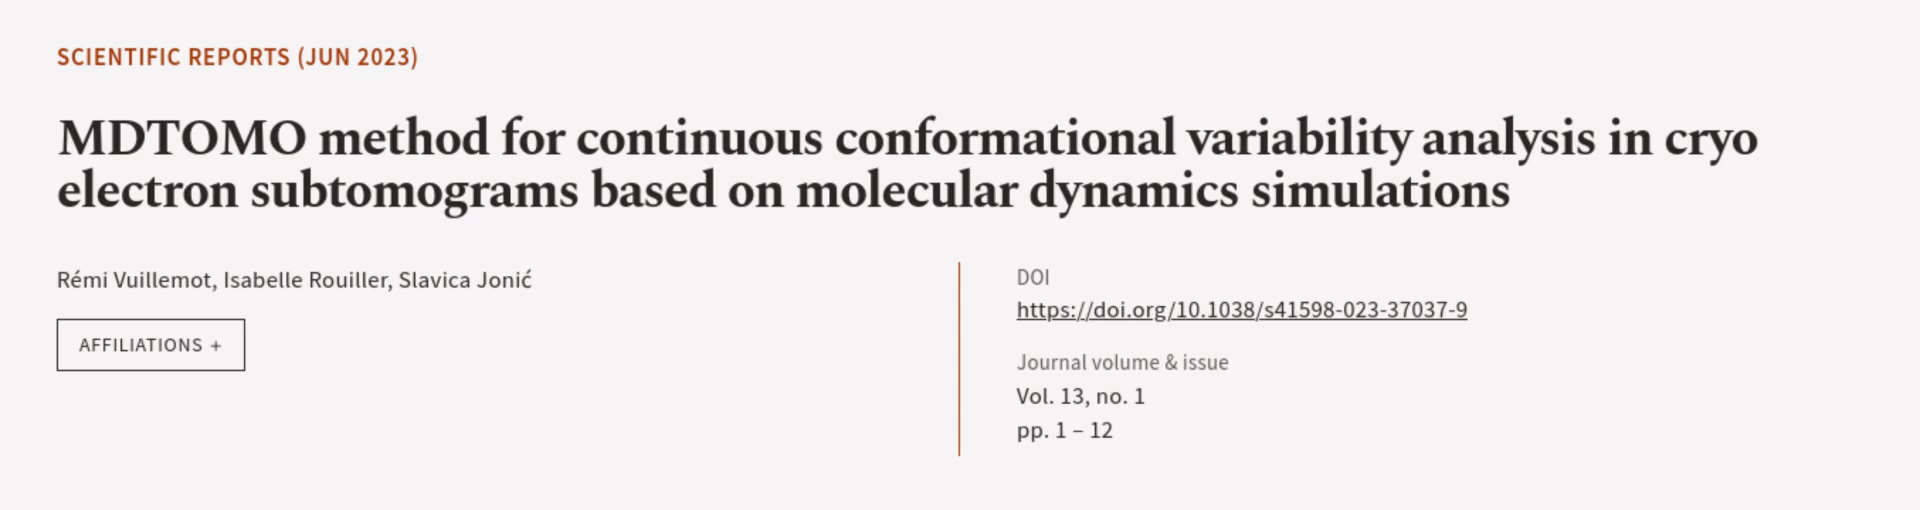 SCIENTIFIC REPORTS (JUN 2023)
MDTOMO method for continuous conformational variability analysis in cryo
electron subtomograms based on molecular dynamics simulations
Rémi Vuillemot, Isabelle Rouiller, Slavica Jonić
AFFILIATIONS +
DOI
https://doi.org/10.1038/s41598-023-37037-9
Journal volume & issue
Vol. 13, no. 1
pp. 1 – 12